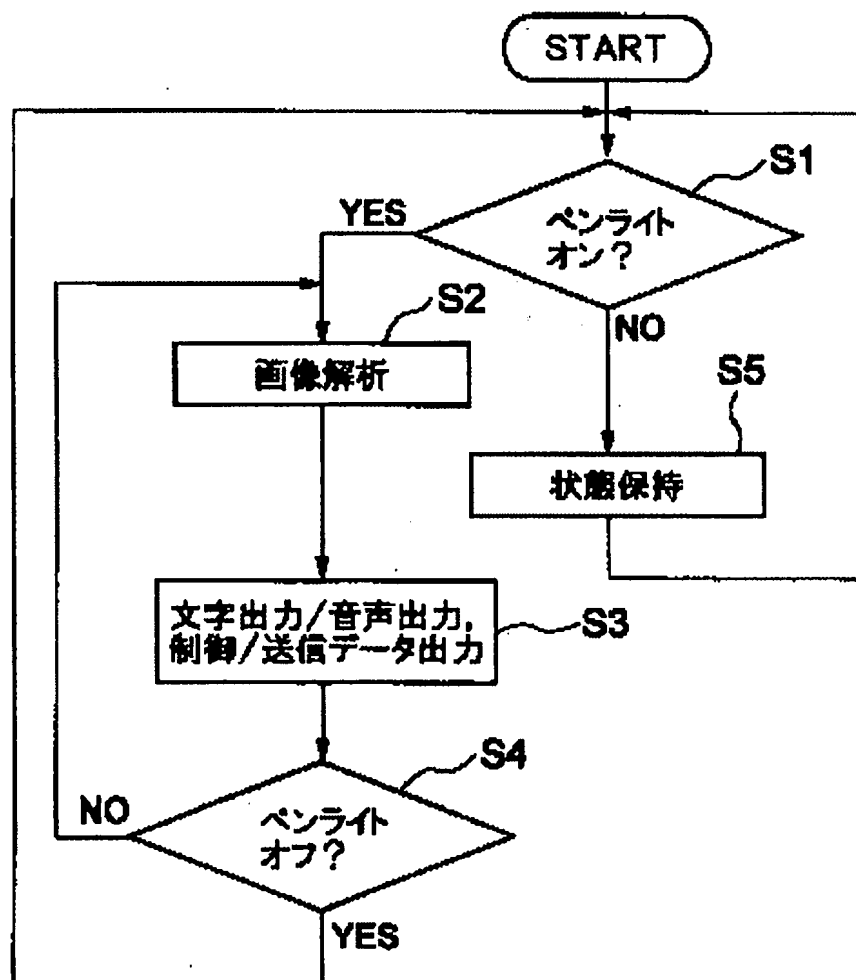 START
S1
YES
ペンライト
オン?
S2
NO
画像解析
S5
状態保持
文字出力/音声出力,
制御/送信データ出力
S3
S4
NO
ペンライト
オフ?
YES